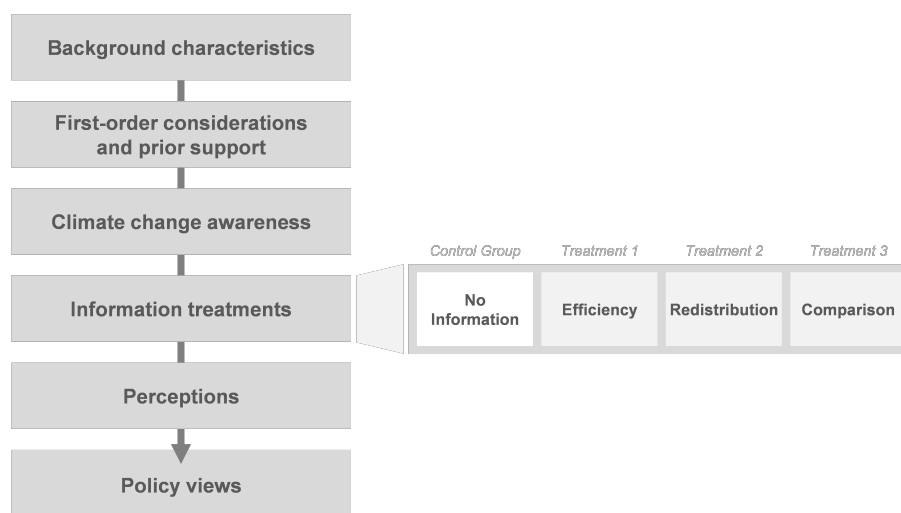 Background characteristics
First-order considerations
and prior support
Climate change awareness
Information treatments
Control Group
Treatment 1
Treatment 2
Treatment 3
No
Information
Efficiency
Redistribution
Comparison
Perceptions
Policy views